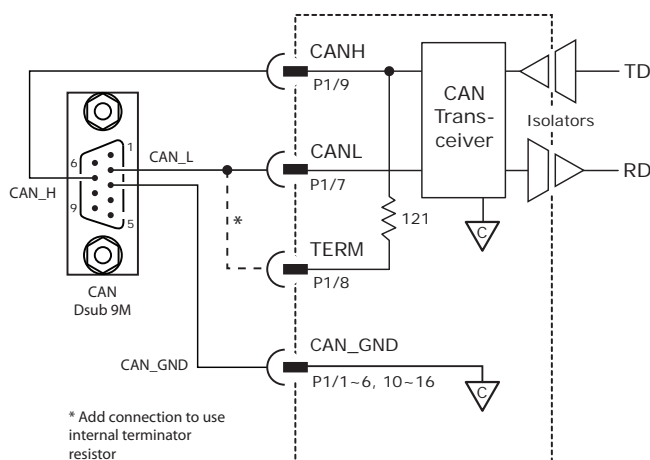 CANH
P1/9
CAN
Trans-
ceiver
TD
Isolators
1
6
CAN_L
CANL
P1/7
RD
CAN_H
9
5
*
121
C
TERM
P1/8
CAN
Dsub 9M
CAN_GND
CAN_GND
P1/1~6, 10~16
C
* Add connection to use
internal terminator
resistor